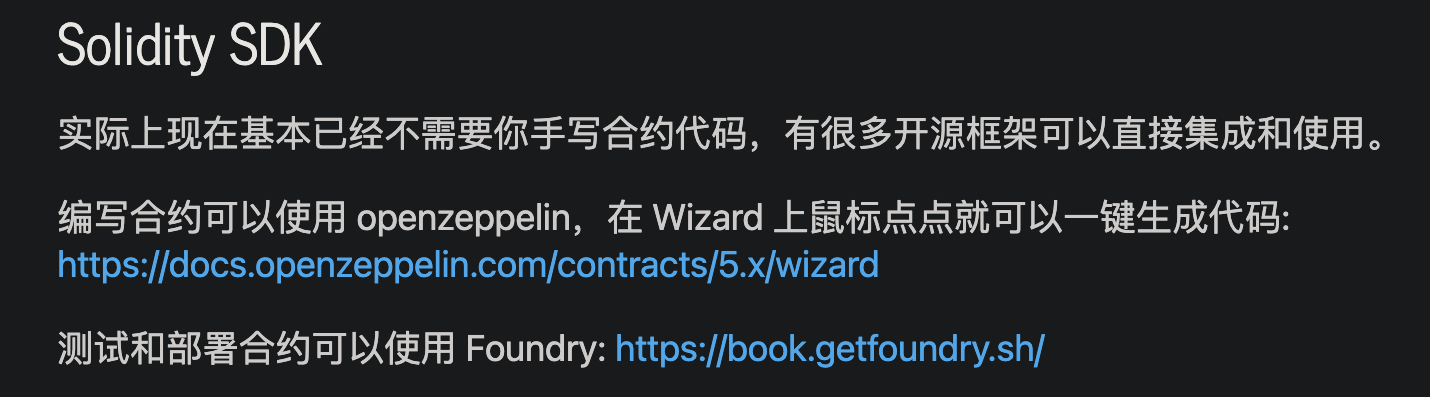 Solidity SDK
实际上现在基本已经不需要你手写合约代码，有很多开源框架可以直接集成和使用。
编写合约可以使用 openzeppelin，在 Wizard 上鼠标点点就可以一键生成代码:
https://docs.openzeppelin.com/contracts/5.x/wizard
测试和部署合约可以使用 Foundry: https://book.getfoundry.sh/